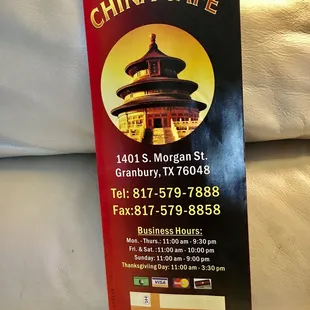 CHINA CAFE
1401 S. Morgan St.
Granbury, TX 76048
Tel: 817-579-7888
Fax:817-579-8858
Business Hours:
Mon. - Thurs.: 11:00 am - 9:30 pm
Fri. & Sat. :11:00 am - 10:00 pm
Sunday: 11:00 am - 9:00 pm
Thanksgiviing Day: 11:00 am - 3:30 pm
VISA